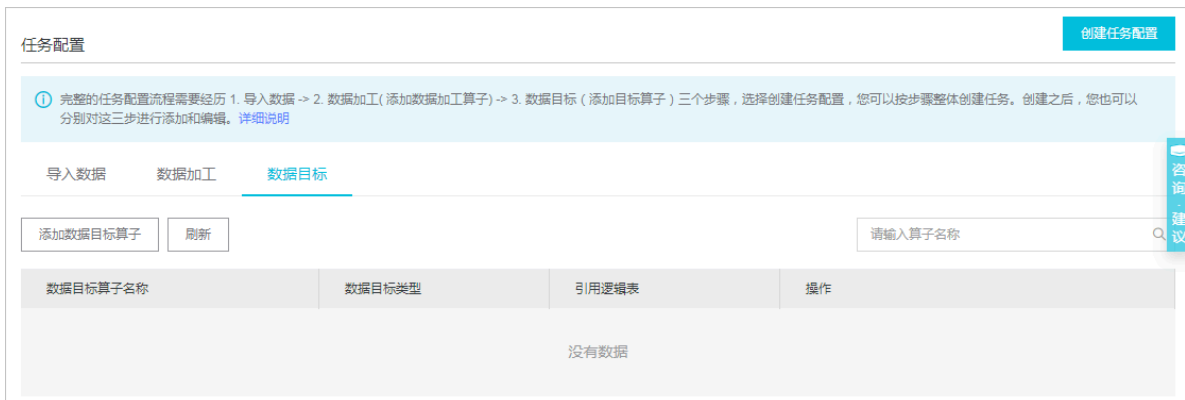 任务配置
创建任务配置
完整的任务配置流程需要经历 1. 导入数据 -> 2. 数据加工( 添加数据加工算子) -> 3. 数据目标（添加目标算子）三个步骤，选择创建任务配置，您可以按步骤整体创建任务。创建之后，您也可以
分别对这三步进行添加和编辑。详细说明
导入数据 数据加工 数据目标
添加数据目标算子 刷新 请输入算子名称
数据目标算子名称 数据目标类型 引用逻辑表 操作
没有数据
咨询·建议